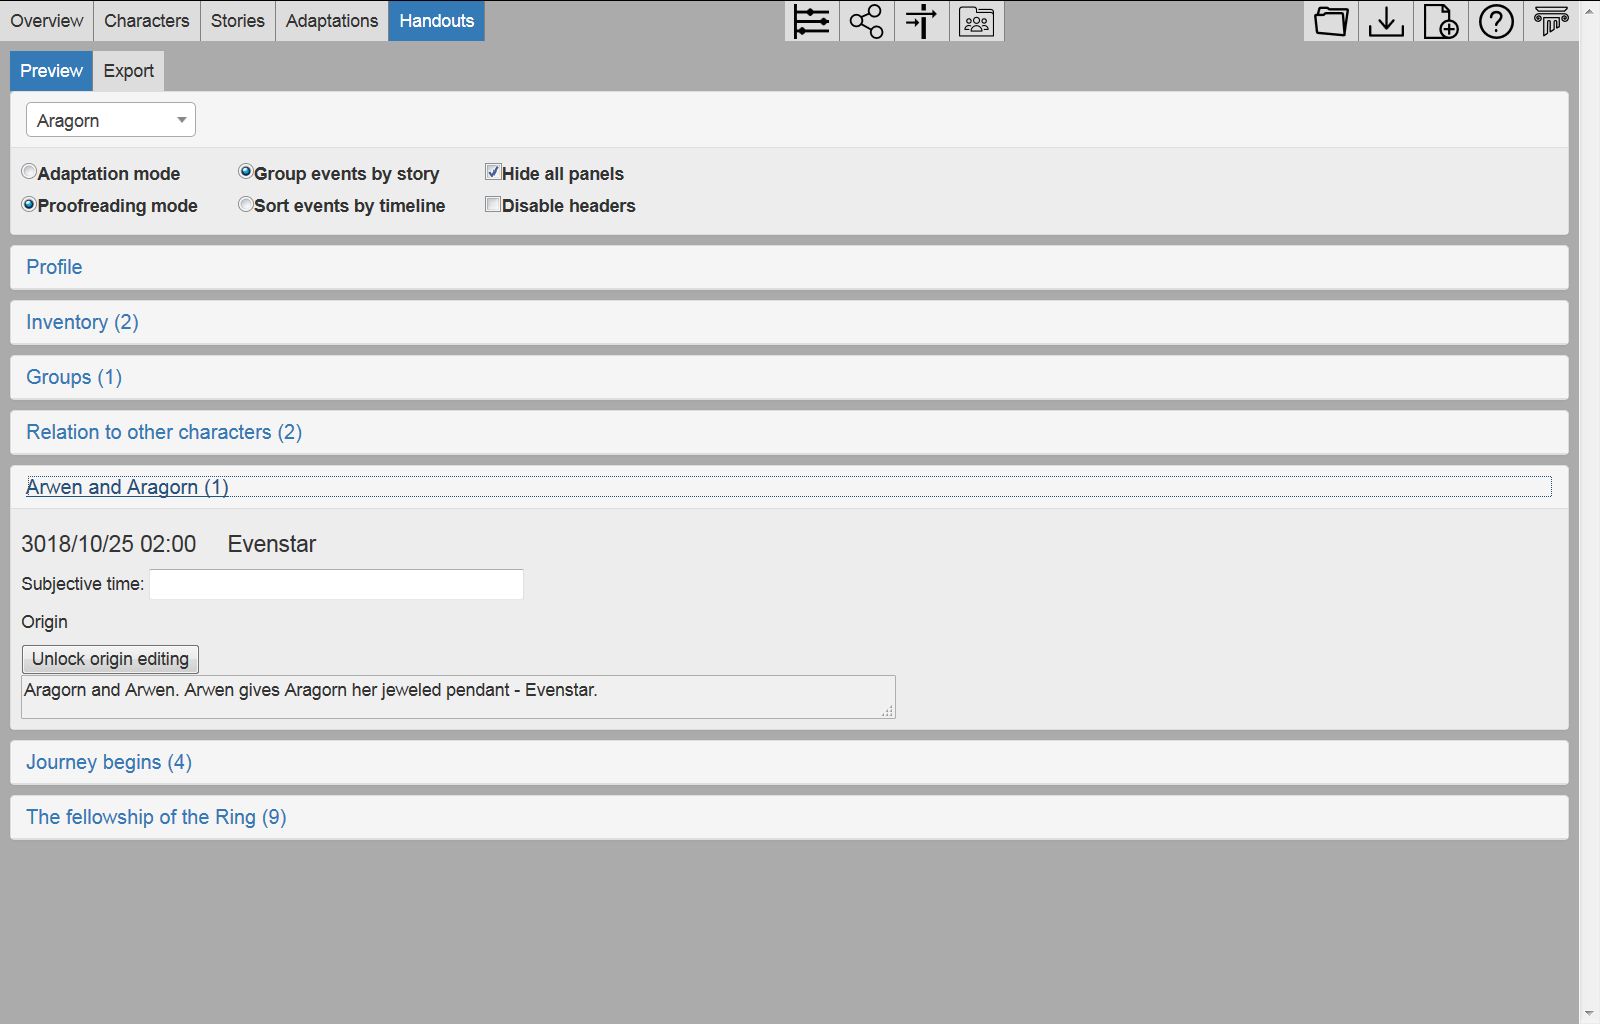 Overview Characters Stories Adaptations Handouts
Preview Export
Aragorn
Adaptation mode Group events by story Hide all panels
Proofreading mode Sort events by timeline Disable headers
Profile
Inventory (2)
Groups (1)
Relation to other characters (2)
Arwen and Aragorn (1)
3018/10/25 02:00 Evenstar
Subjective time:
Origin
Unlock origin editing
Aragorn and Arwen. Arwen gives Aragorn her jeweled pendant - Evenstar.
Journey begins (4)
The fellowship of the Ring (9)